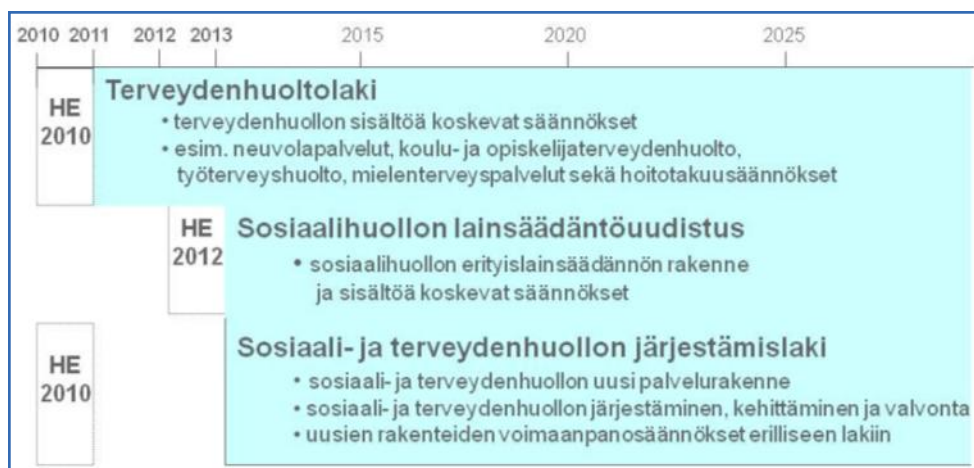 2010 2011 2012 2013 2015 2020 2025
HE
2010
Terveydenhuoltolaki
• terveydenhuollon sisältöä koskevat säännökset
• esim. neuvolapalvelut, koulu- ja opiskelijaterveydenhuolto,
työterveyshuolto, mielenterveyspalvelut sekä hoitotakuusäännökset
HE
2012
Sosiaalihuollon lainsäädäntöuudistus
• sosiaalihuollon erityislainsäädännön rakenne
ja sisältöä koskevat säännökset
HE
2010
Sosiaali- ja terveydenhuollon järjestämislaki
• sosiaali- ja terveydenhuollon uusi palvelurakenne
• sosiaali- ja terveydenhuollon järjestäminen, kehittäminen ja valvonta
• uusien rakenteiden voimaanpanosäännökset erilliseen lakiin